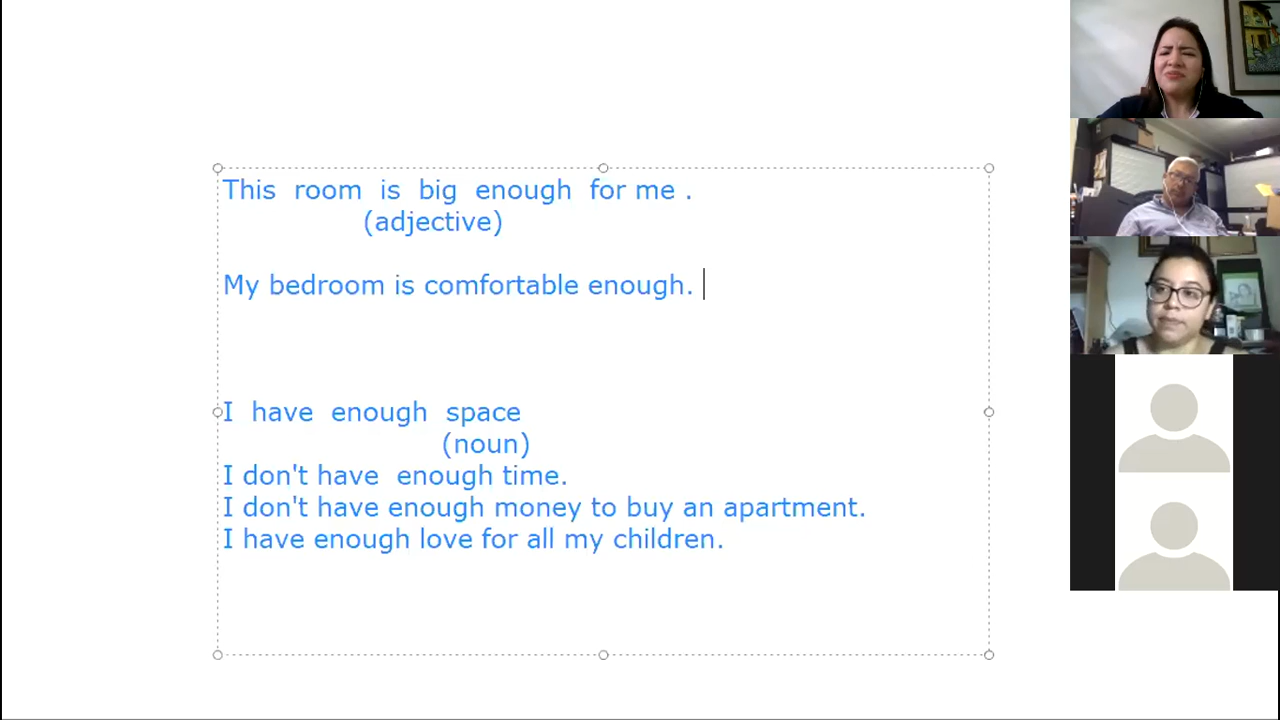 This room is big enough for me .
(adjective)
My bedroom is comfortable enough.
I have enough space
(noun)
I don't have enough time.
I don't have enough money to buy an apartment.
I have enough love for all my children.